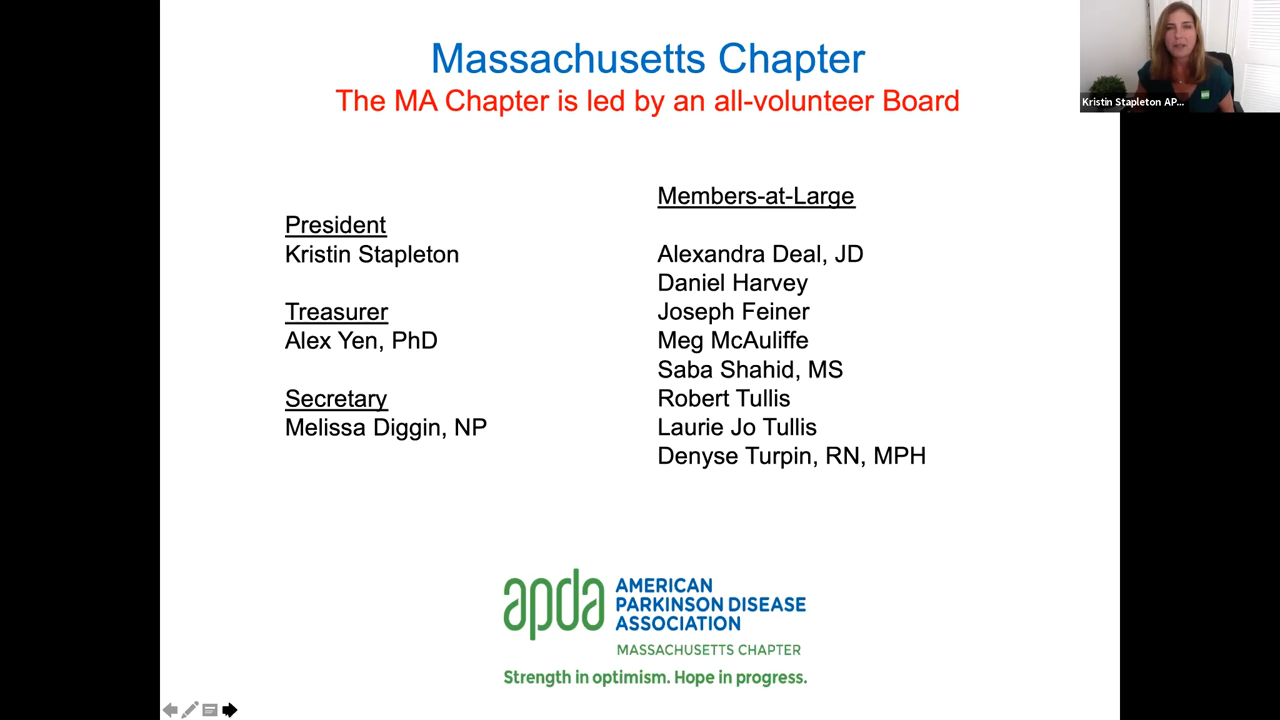 Massachusetts Chapter
The MA Chapter is led by an all-volunteer Board
Kristin Stapleton AP...
President
Kristin Stapleton
Treasurer
Alex Yen, PhD
Secretary
Melissa Diggin, NP
Members-at-Large
Alexandra Deal, JD
Daniel Harvey
Joseph Feiner
Meg McAuliffe
Saba Shahid, MS
Robert Tullis
Laurie Jo Tullis
Denyse Turpin, RN, MPH
apda
AMERICAN
PARKINSON DISEASE
ASSOCIATION
MASSACHUSETTS CHAPTER
Strength in optimism. Hope in progress.